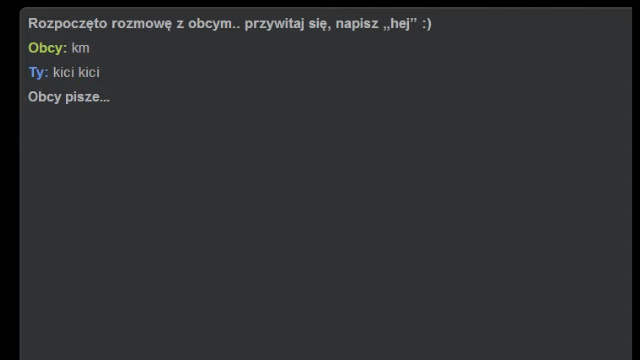 Rozpoczęto rozmowę z obcym.. przywitaj się, napisz ,,hej” :)
Obcy: km
Ty: kici kici
Obcy pisze...